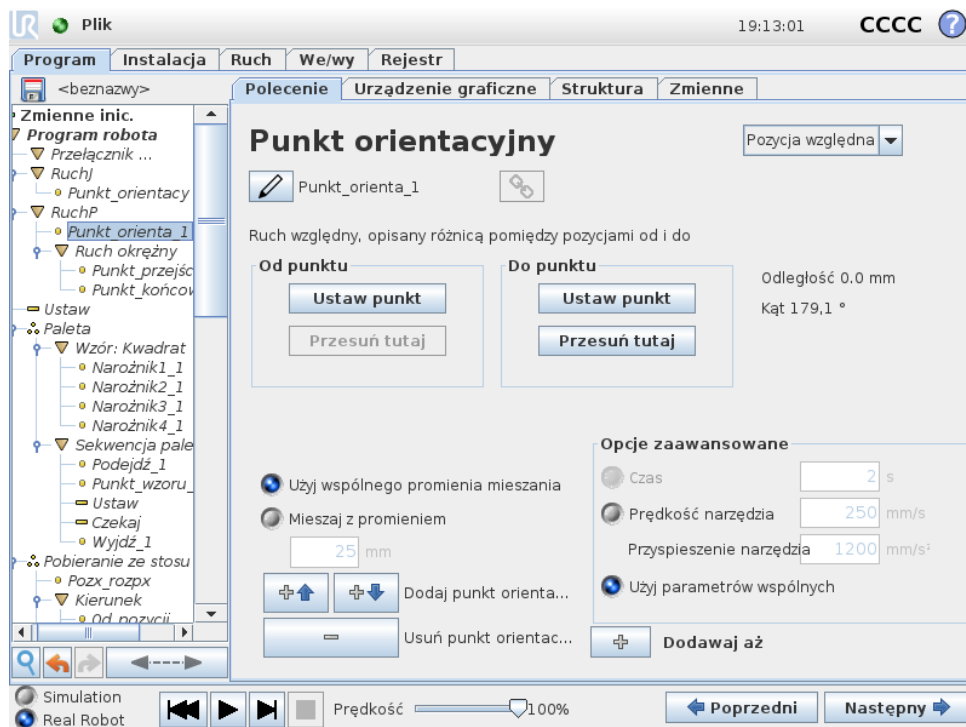 UR Plik 19:13:01 CCCC ?
Program Instalacja Ruch We/wy Rejestr
<beznazwy>
Polecenie Urządzenie graficzne Struktura Zmienne
Zmienne inic.
Program robota
Przełącznik ...
RuchJ
Punkt_orientacy
RuchP
Punkt_orienta_1
Ruch okrężny
Punkt_przejśc
Punkt_końcow
Ustaw
Paleta
Wzór: Kwadrat
Narożnik1_1
Narożnik2_1
Narożnik3_1
Narożnik4_1
Sekwencja pale
Podejdź_1
Punkt_wzoru_
Ustaw
Czekaj
Wyjdź_1
Pobieranie ze stosu
Pozx_rozpx
Kierunek
Od_pozycji
Punkt orientacyjny
Pozycja względna
Punkt_orienta_1
Ruch względny, opisany różnicą pomiędzy pozycjami od i do
Od punktu
Ustaw punkt
Przesuń tutaj
Do punktu
Ustaw punkt
Przesuń tutaj
Odległość 0.0 mm
Kąt 179,1 °
Użyj wspólnego promienia mieszania
Mieszaj z promieniem
25 mm
Dodaj punkt orienta...
Usuń punkt orientac...
Opcje zaawansowane
Czas 2 s
Prędkość narzędzia 250 mm/s
Przyspieszenie narzędzia 1200 mm/s²
Użyj parametrów wspólnych
Dodawaj aż
Simulation
Real Robot
Prędkość 100%
Poprzedni
Następny